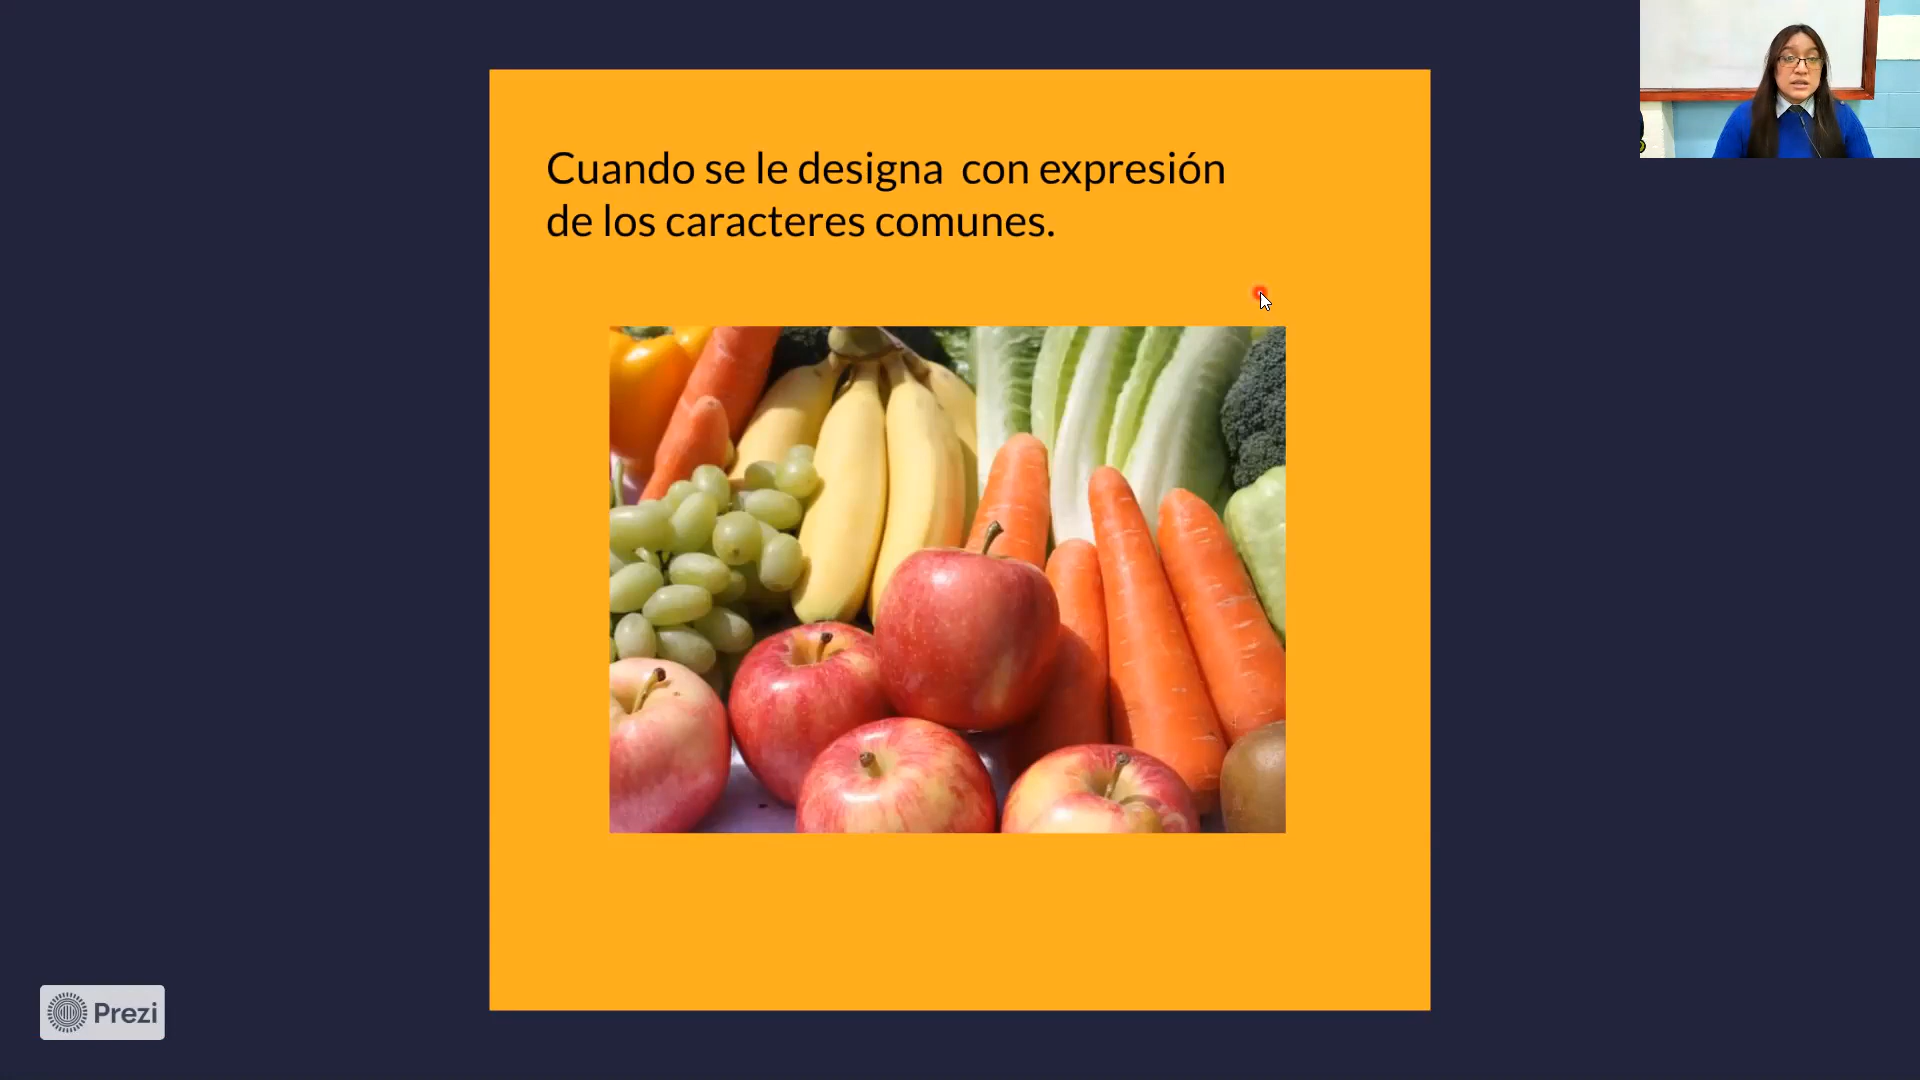 Cuando se le designa  con expresión
de los caracteres comunes.
Prezi